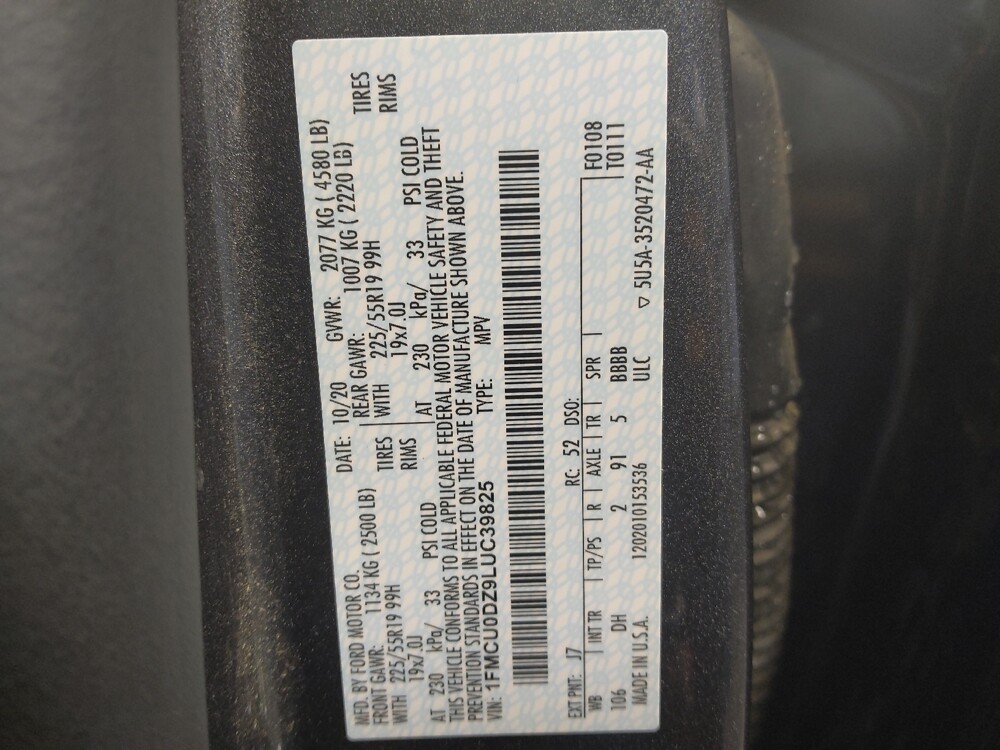 MFD. BY FORD MOTOR CO. DATE: 10/20 GVWR: 2077 KG ( 4580 LB)
FRONT GAWR: 1134 KG ( 2500 LB) REAR GAWR: 1007 KG ( 2220 LB)
WITH 225/55R19 99H TIRES WITH 225/55R19 99H TIRES
19x7.0J RIMS 19x7.0J RIMS
AT 230 kPa/ 33 PSI COLD AT 230 kPa/ 33 PSI COLD
THIS VEHICLE CONFORMS TO ALL APPLICABLE FEDERAL MOTOR VEHICLE SAFETY AND THEFT
PREVENTION STANDARDS IN EFFECT ON THE DATE OF MANUFACTURE SHOWN ABOVE.
VIN: 1FMCU0DZ9LUC39825 TYPE: MPV
EXT PNT: J7 RC: 52 DSO:
WB INT TR TP/PS R AXLE TR SPR F0108
106 DH 2 91 5 BBBB T0111
MADE IN U.S.A. 120201015353​6 ULC
▽ 5U5A-3520472-AA